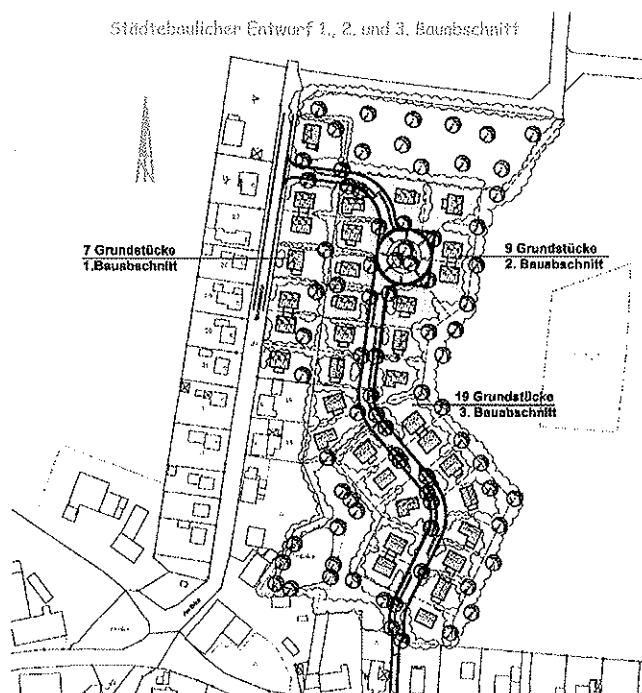 Städtebaulicher Entwurf 1., 2. und 3. Bauabschnitt
7 Grundstücke
1.Bauabschnitt
9 Grundstücke
2. Bauabschnitt
19 Grundstücke
3. Bauabschnitt